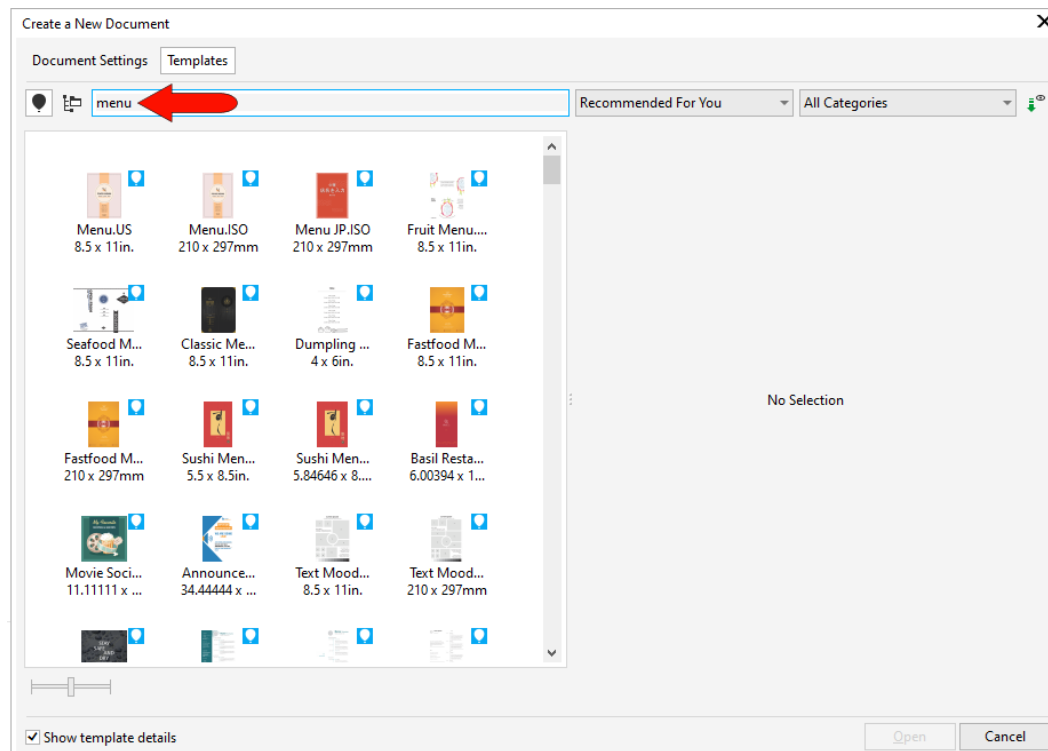 Create a New Document
Document Settings
Templates
menu
Recommended For You
All Categories
Menu.US
8.5 x 11in.
Menu.ISO
210 x 297mm
Menu JP.ISO
210 x 297mm
Fruit Menu....
8.5 x 11in.
Seafood M...
8.5 x 11in.
Classic Me...
8.5 x 11in.
Dumpling ...
4 x 6in.
Fastfood M...
8.5 x 11in.
Fastfood M...
210 x 297mm
Sushi Men...
5.5 x 8.5in.
Sushi Men...
5.84646 x 8....
Basil Resta...
6.00394 x 1...
Movie Soci...
11.11111 x ...
Announce...
34.44444 x ...
Text Mood...
8.5 x 11in.
Text Mood...
210 x 297mm
No Selection
Show template details
Open
Cancel